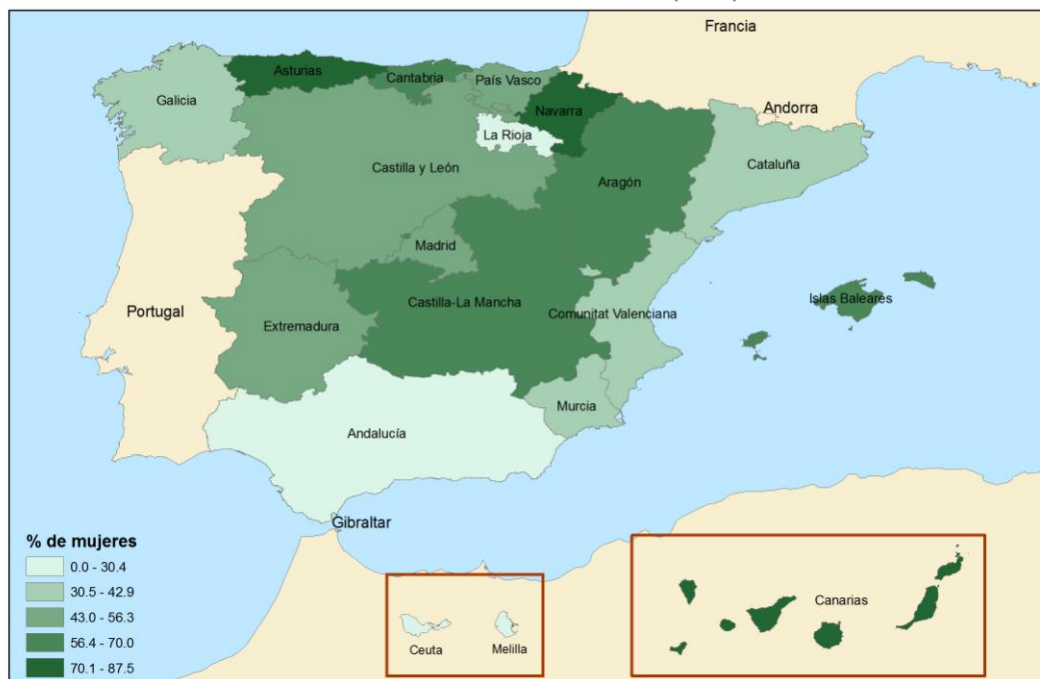 Francia
Asturias
Cantabria
País Vasco
Galicia
Navarra
Andorra
La Rioja
Castilla y León
Cataluña
Aragón
Madrid
Portugal
Castilla-La Mancha
Islas Baleares
Extremadura
Comunitat Valenciana
Murcia
Andalucía
Gibraltar
% de mujeres
0.0 - 30.4
30.5 - 42.9
43.0 - 56.3
56.4 - 70.0
70.1 - 87.5
Ceuta
Melilla
Canarias